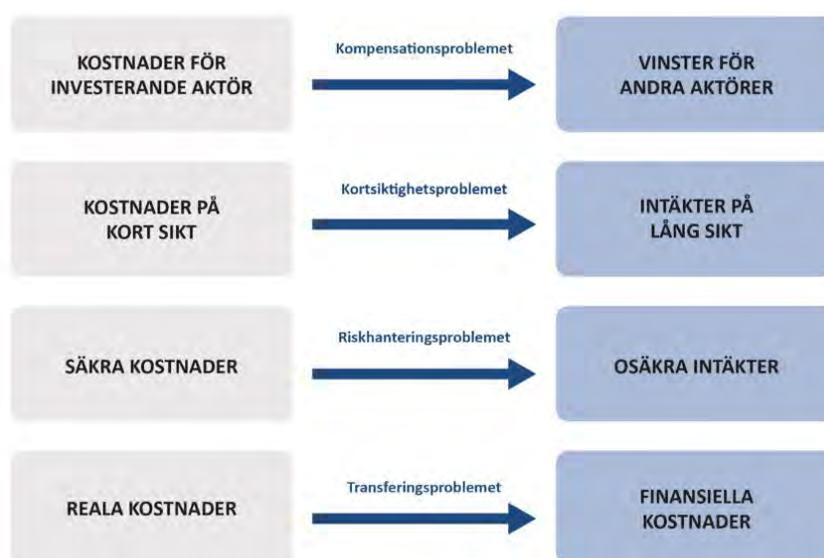 KOSTNADER FÖR
INVESTERANDE AKTÖR
Kompensationsproblemet
VINSTER FÖR
ANDRA AKTÖRER
KOSTNADER PÅ
KORT SIKT
Kortsiktighetsproblemet
INTÄKTER PÅ
LÅNG SIKT
SÄKRA KOSTNADER
Riskhanteringsproblemet
OSÄKRA INTÄKTER
REALA KOSTNADER
Transferingsproblemet
FINANSIELLA
KOSTNADER